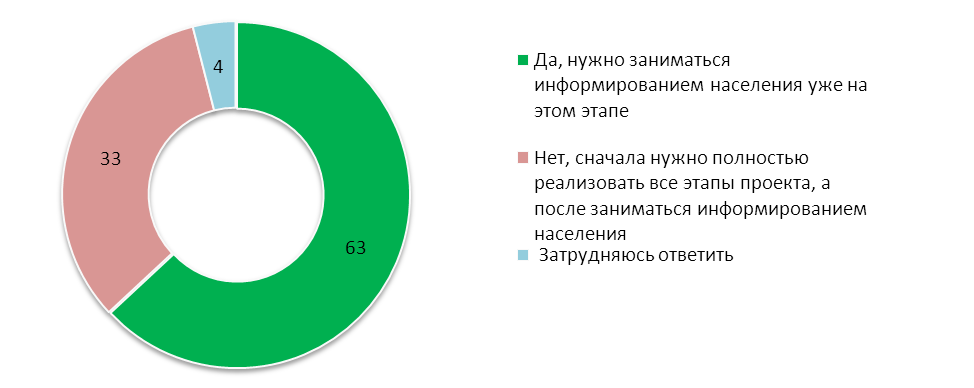 4
33
63
Да, нужно заниматься
информированием населения уже на
этом этапе
Нет, сначала нужно полностью
реализовать все этапы проекта, а
после заниматься информированием
населения
Затрудняюсь ответить